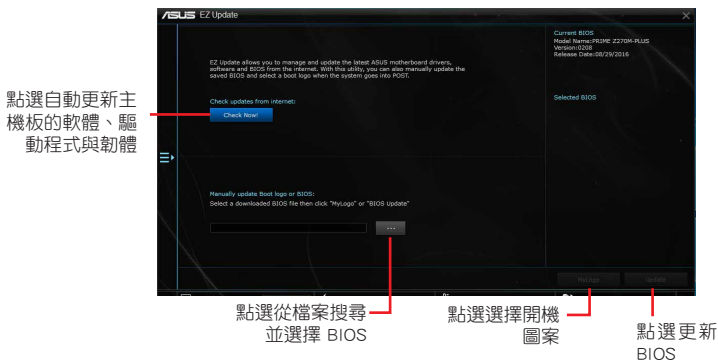 ASUS EZ Update
Current BIOS
Model Name:PRIME Z270M-PLUS
Version:0208
Release Date:08/29/2016
EZ Update allows you to manage and update the latest ASUS motherboard drivers,
software and BIOS from the internet. With this utility, you can also manually update the
saved BIOS and select a boot logo when the system goes into POST.
Selected BIOS
Check updates from internet:
Check Now!
點選自動更新主
機板的軟體、驅
動程式與韌體
Manually update Boot logo or BIOS:
Select a downloaded BIOS file then click "MyLogo" or "BIOS Update"
...
MyLogo
Update
點選從檔案搜尋
並選擇 BIOS
點選選擇開機
圖案
點選更新
BIOS